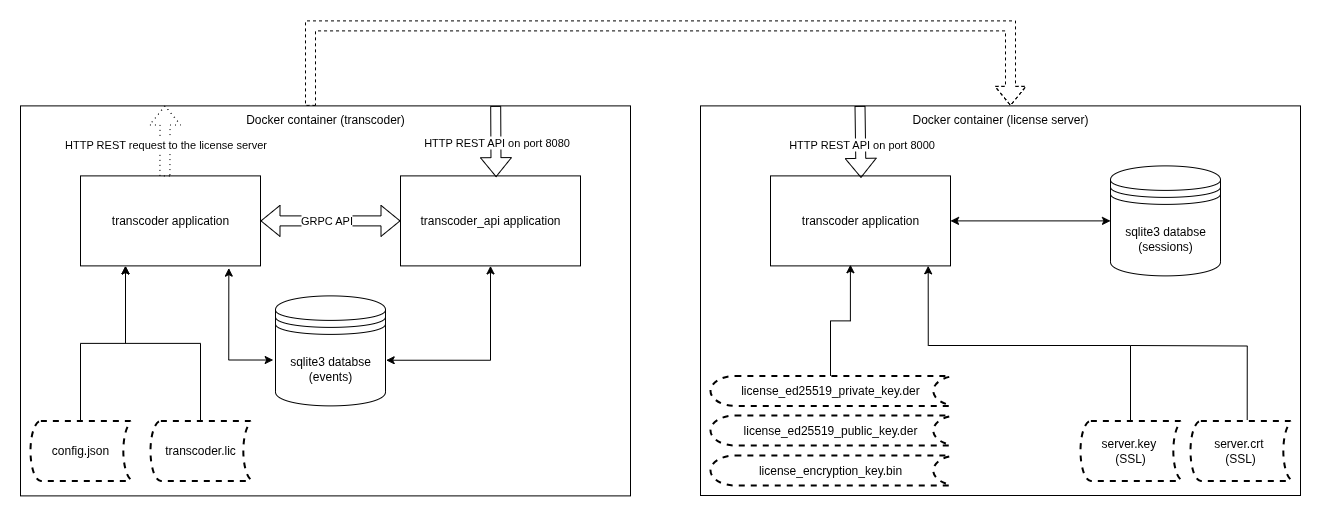 Docker container (transcoder)
HTTP REST request to the license server
HTTP REST API on port 8080
transcoder application
GRPC API
transcoder_api application
sqlite3 databse
(events)
config.json
transcoder.lic
Docker container (license server)
HTTP REST API on port 8000
transcoder application
sqlite3 databse
(sessions)
license_ed25519_private_key.der
license_ed25519_public_key.der
license_encryption_key.bin
server.key
(SSL)
server.crt
(SSL)